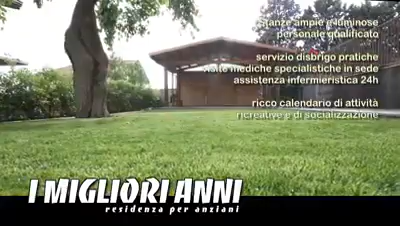 stanze ampie e luminose
personale qualificato
servizio disbrigo pratiche
visite mediche specialistiche in sede
assistenza infermieristica 24h
ricco calendario di attività
ricreative e di socializzazione
I MIGLIORI ANNI
residenza per anziani